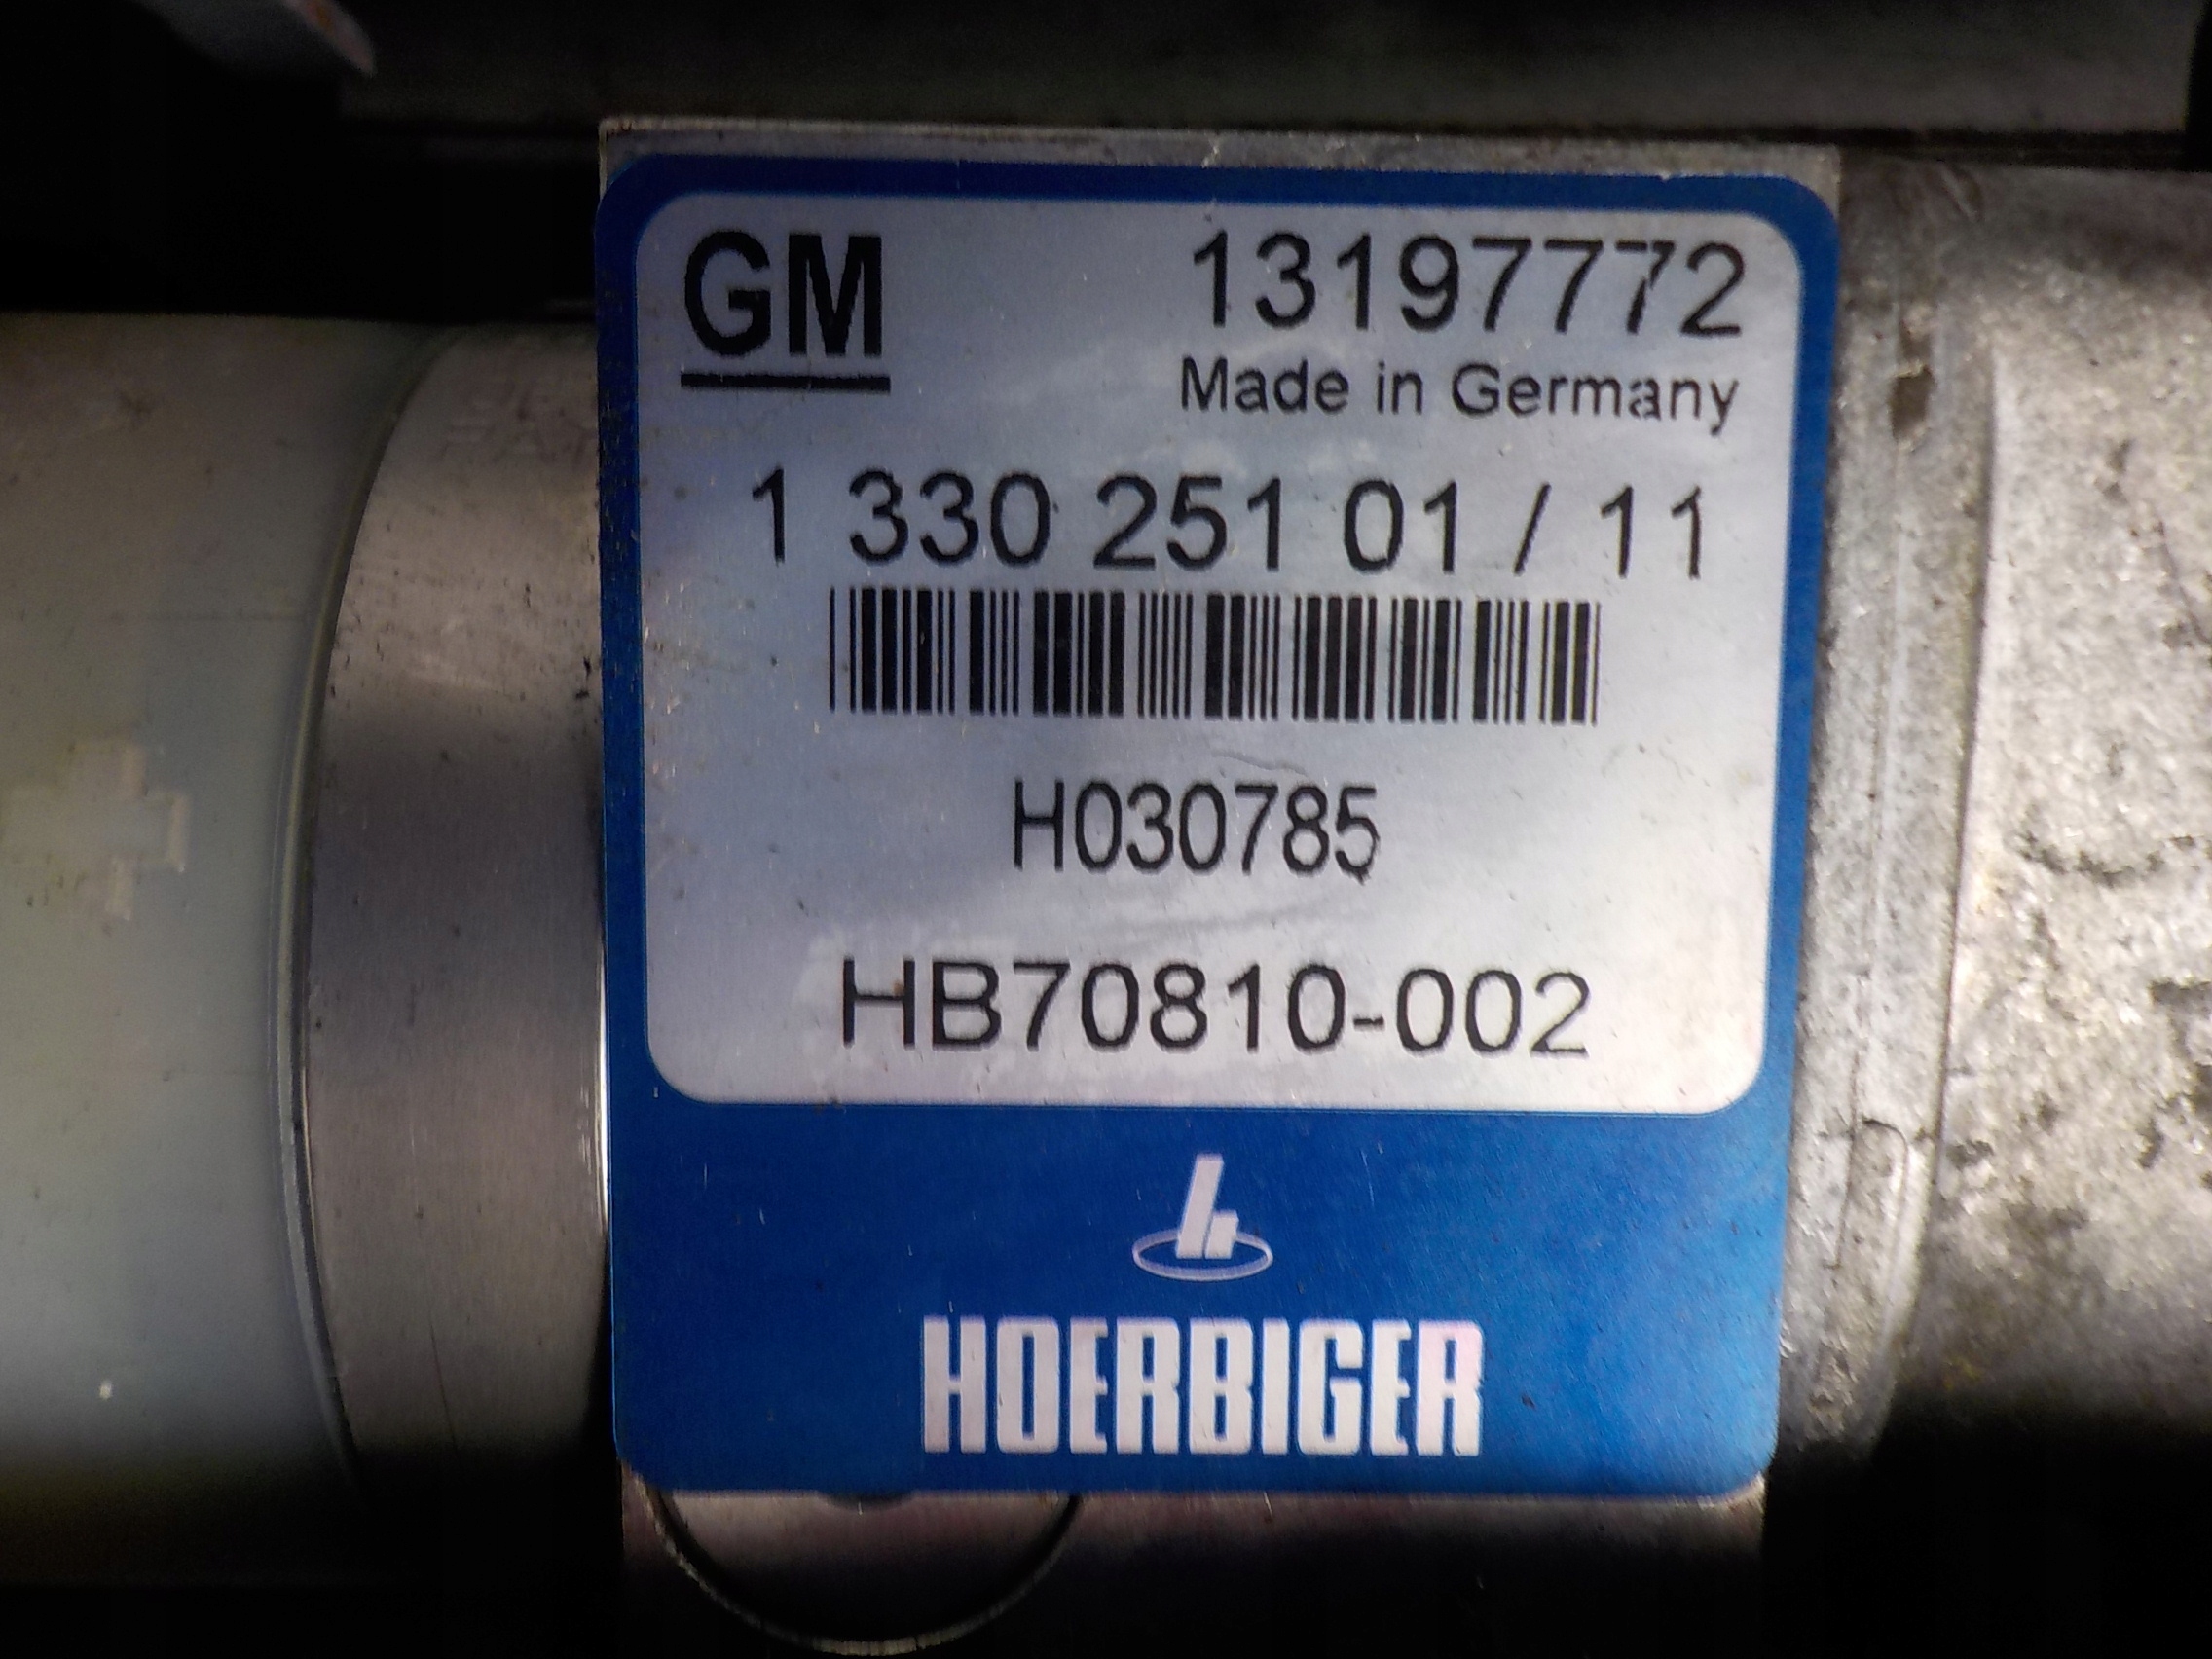 GM 13197772
Made in Germany
1 330 251 01 / 11
H030785
HB70810-002
HOERBIGER